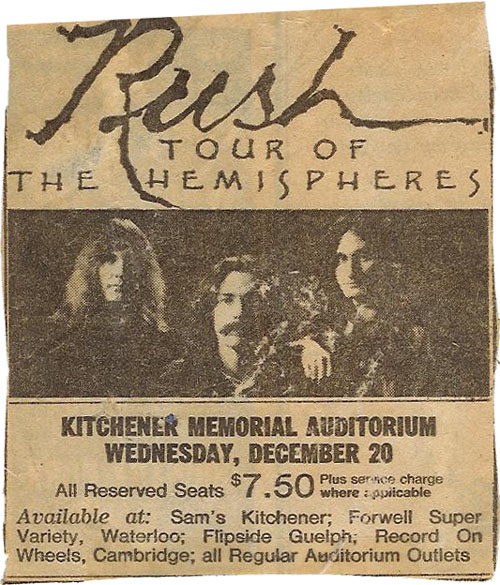 Rush
TOUR OF
THE HEMISPHERES
KITCHENER MEMORIAL AUDITORIUM
WEDNESDAY, DECEMBER 20
All Reserved Seats $7.50 Plus service charge where applicable
Available at: Sam's Kitchener; Forwell Super
Variety, Waterloo; Flipside Guelph; Record On
Wheels, Cambridge; all Regular Auditorium Outlets